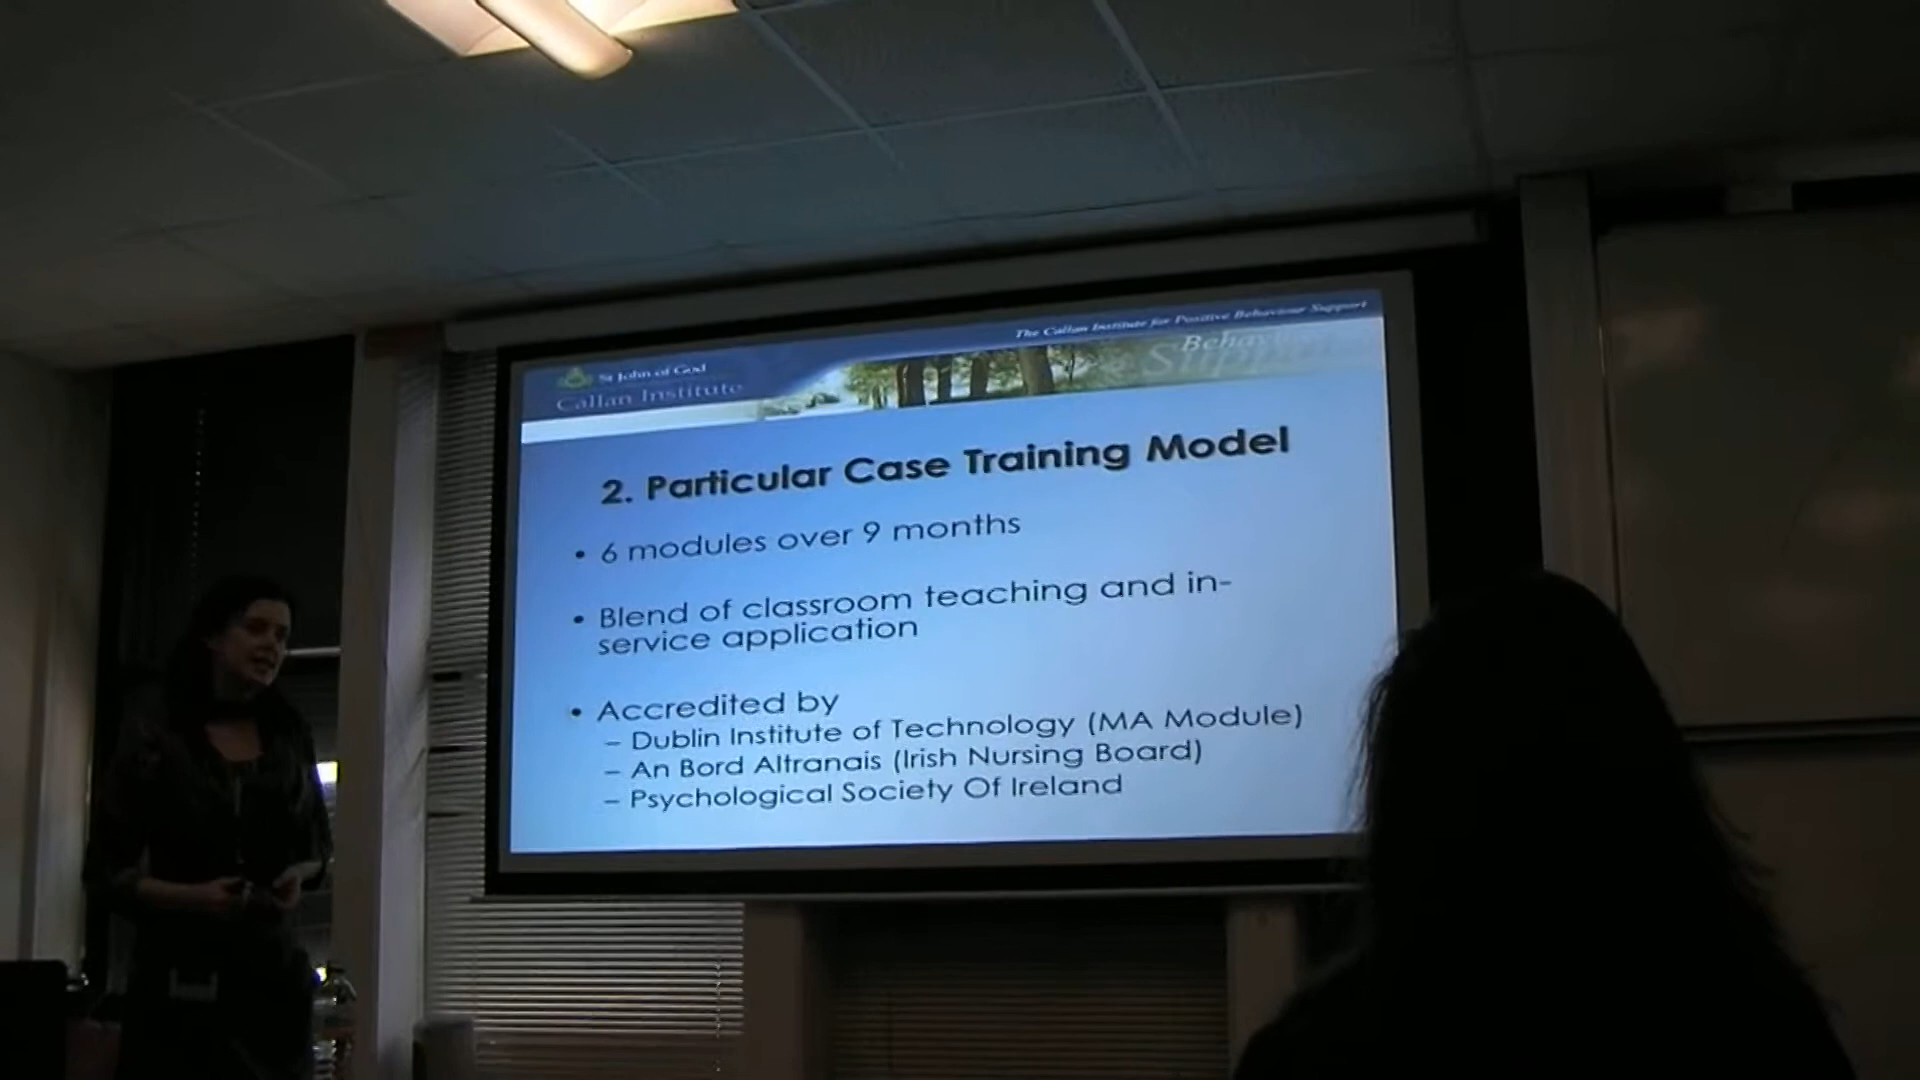 The Callan Institute for Positive Behaviour Support
St John of God
Callan Institute
2. Particular Case Training Model
• 6 modules over 9 months
• Blend of classroom teaching and in-
service application
• Accredited by
– Dublin Institute of Technology (MA Module)
– An Bord Altranais (Irish Nursing Board)
– Psychological Society Of Ireland